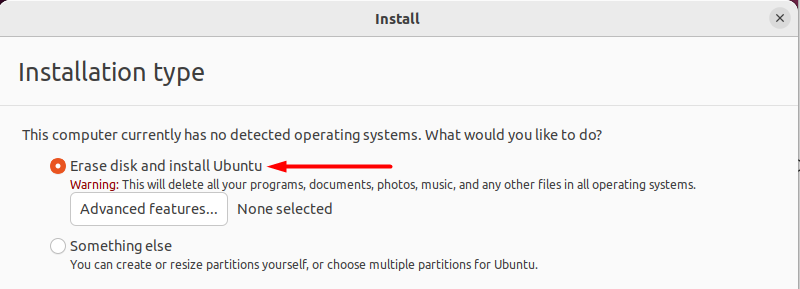 Install
Installation type
This computer currently has no detected operating systems. What would you like to do?
Erase disk and install Ubuntu
Warning: This will delete all your programs, documents, photos, music, and any other files in all operating systems.
Advanced features... None selected
Something else
You can create or resize partitions yourself, or choose multiple partitions for Ubuntu.